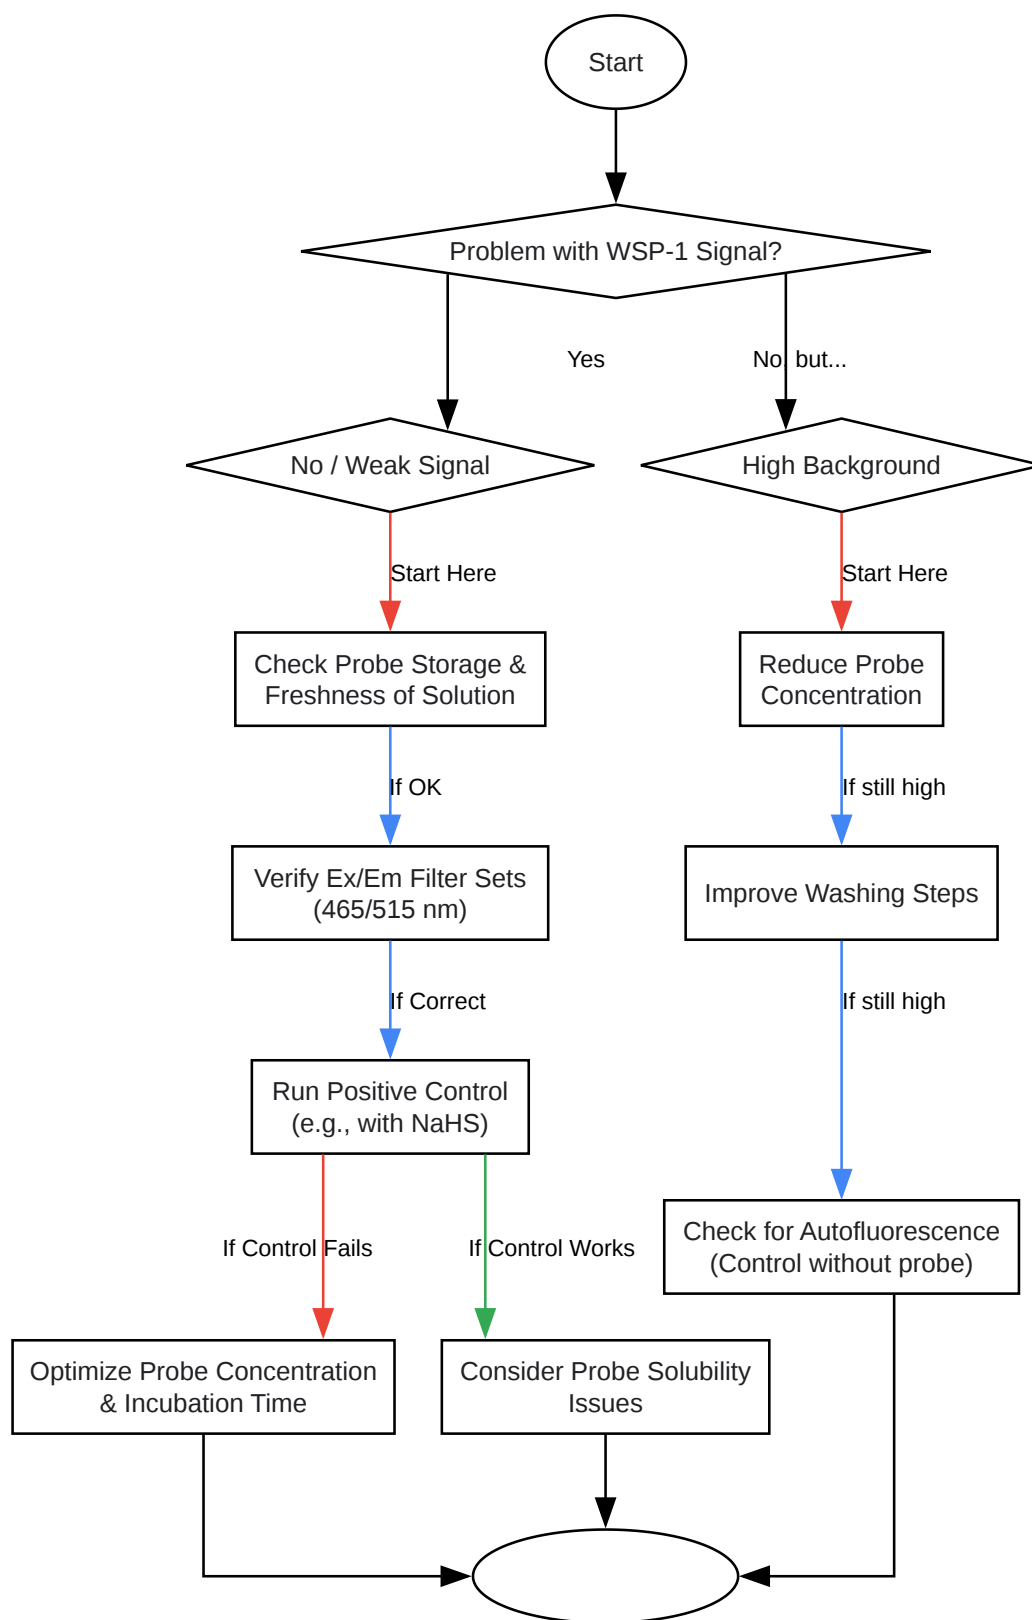 Start
Problem with WSP-1 Signal?
Yes
No, but...
No / Weak Signal
High Background
Start Here
Start Here
Check Probe Storage &
Freshness of Solution
Reduce Probe
Concentration
If OK
If still high
Verify Ex/Em Filter Sets
(465/515 nm)
Improve Washing Steps
If Correct
If still high
Run Positive Control
(e.g., with NaHS)
Check for Autofluorescence
(Control without probe)
If Control Fails
If Control Works
Optimize Probe Concentration
& Incubation Time
Consider Probe Solubility
Issues